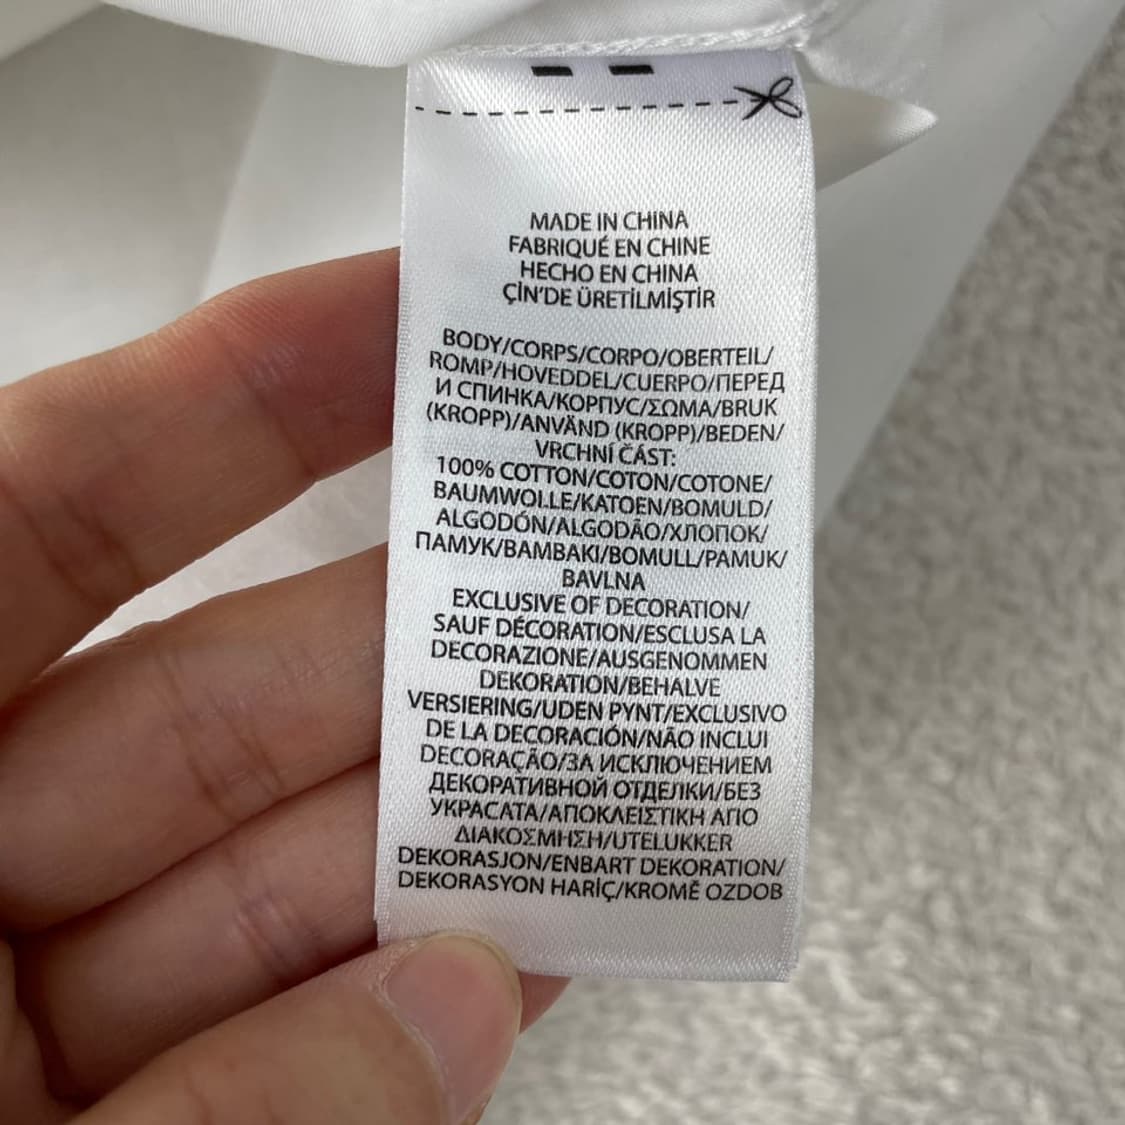 MADE IN CHINA
FABRIQUÉ EN CHINE
HECHO EN CHINA
ÇİN'DE ÜRETİLMİŞTİR
BODY/CORPS/CORPO/OBERTEIL/
ROMP/HOVEDDEL/CUERPO/ПЕРЕД
И СПИНКА/КОРПУС/ΣΩΜΑ/BRUK
(KROPP)/ANVÄND (KROPP)/BEDEN/
VRCHNÍ ČÁST:
100% COTTON/COTON/COTONE/
BAUMWOLLE/KATOEN/BOMULD/
ALGODÓN/ALGODÃO/ХЛОПОК/
ПАМУК/ΒΑΜΒΑΚΙ/BOMULL/PAMUK/
BAVLNA
EXCLUSIVE OF DECORATION/
SAUF DÉCORATION/ESCLUSA LA
DECORAZIONE/AUSGENOMMEN
DEKORATION/BEHALVE
VERSIERING/UDEN PYNT/EXCLUSIVO
DE LA DECORACIÓN/NÃO INCLUI
DECORAÇÃO/ЗА ИСКЛЮЧЕНИЕМ
ДЕКОРАТИВНОЙ ОТДЕЛКИ/БЕЗ
УКРАСАТА/ΑΠΟΚΛΕΙΣΤΙΚΗ ΑΠΟ
ΔΙΑΚΟΣΜΗΣΗ/UTELUKKER
DEKORASJON/ENBART DEKORATION/
DEKORASYON HARİÇ/KROMĚ OZDOB